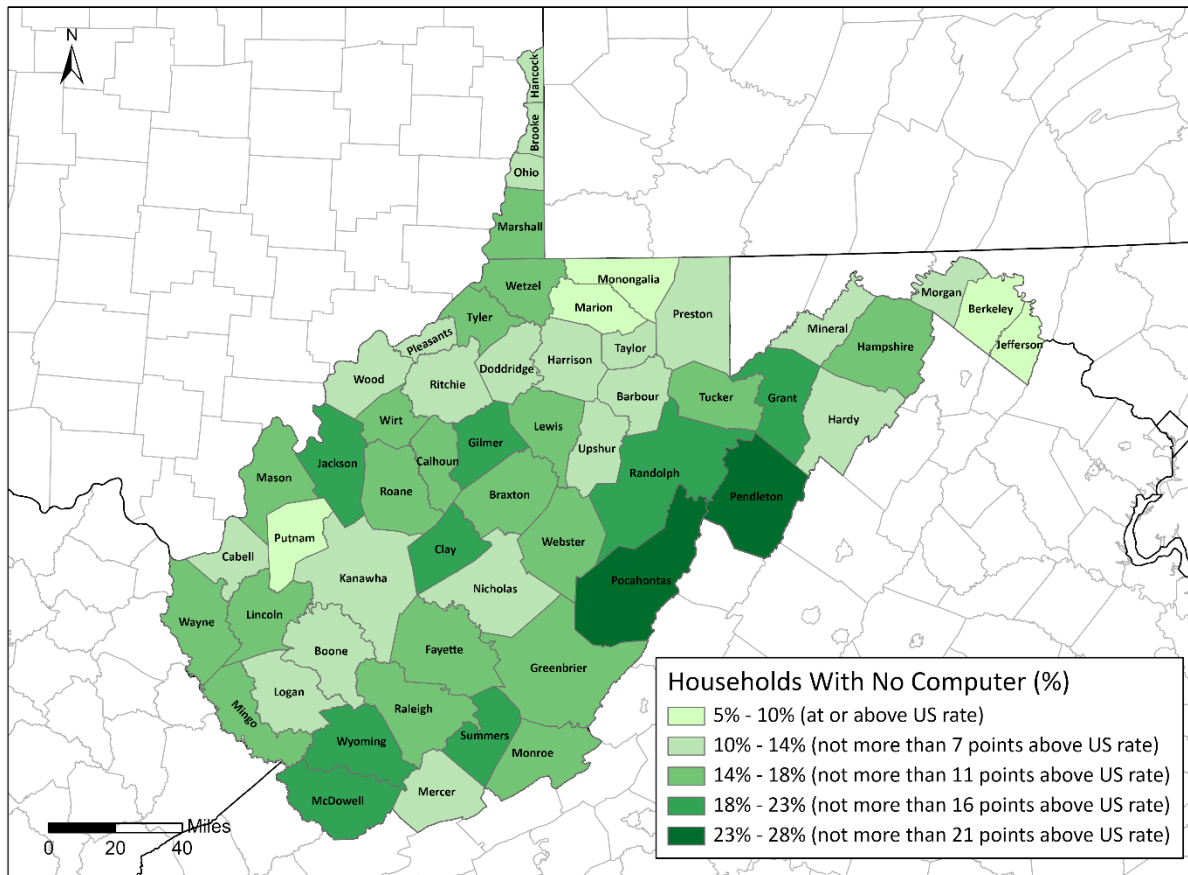 N
Hancock
Brooke
Ohio
Marshall
Wetzel
Monongalia
Marion
Preston
Morgan
Berkeley
Jefferson
Mineral
Hampshire
Tyler
Pleasants
Doddridge
Harrison
Taylor
Wood
Ritchie
Barbour
Tucker
Grant
Hardy
Wirt
Lewis
Gilmer
Calhoun
Upshur
Jackson
Mason
Roane
Braxton
Randolph
Pendleton
Putnam
Clay
Webster
Cabell
Kanawha
Nicholas
Pocahontas
Wayne
Lincoln
Boone
Fayette
Greenbrier
Logan
Mingo
Raleigh
Wyoming
Summers
Monroe
McDowell
Mercer
Miles
0 20 40
Households With No Computer (%)
5% - 10% (at or above US rate)
10% - 14% (not more than 7 points above US rate)
14% - 18% (not more than 11 points above US rate)
18% - 23% (not more than 16 points above US rate)
23% - 28% (not more than 21 points above US rate)